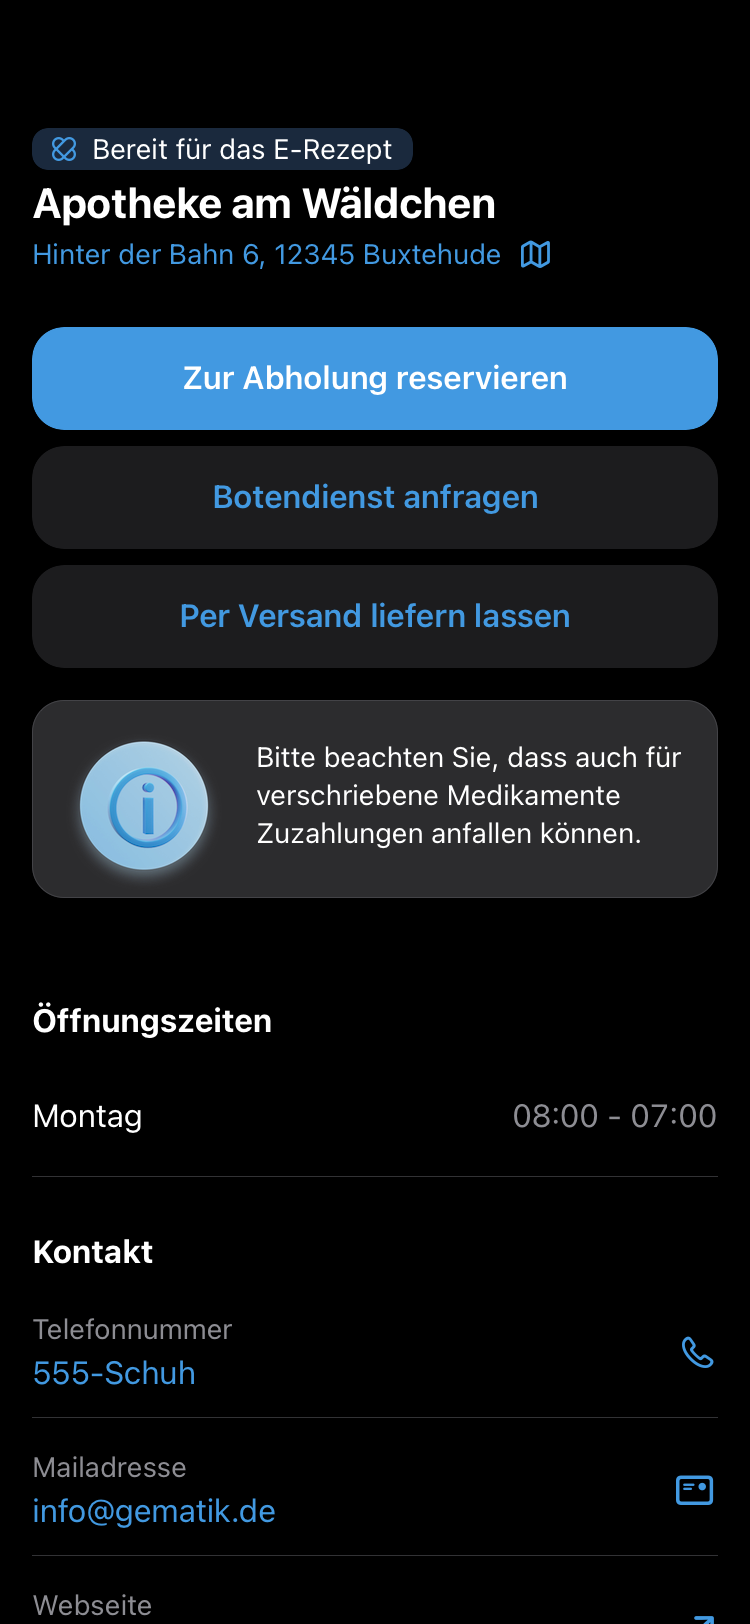 Bereit für das E-Rezept
Apotheke am Wäldchen
Hinter der Bahn 6, 12345 Buxtehude
Zur Abholung reservieren
Botendienst anfragen
Per Versand liefern lassen
Bitte beachten Sie, dass auch für
verschriebene Medikamente
Zuzahlungen anfallen können.
Öffnungszeiten
Montag 08:00 - 07:00
Kontakt
Telefonnummer
555-Schuh
Mailadresse
info@gematik.de
Webseite